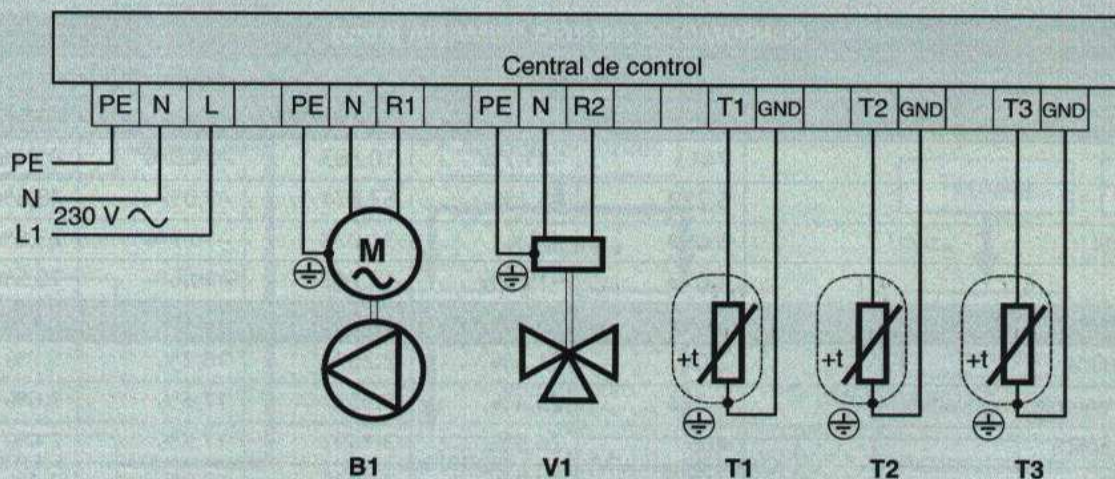 Central de control
PE N L PE N R1 PE N R2 T1 GND T2 GND T3 GND
PE
N
230 V
L1
M
+t +t +t
B1 V1 T1 T2 T3